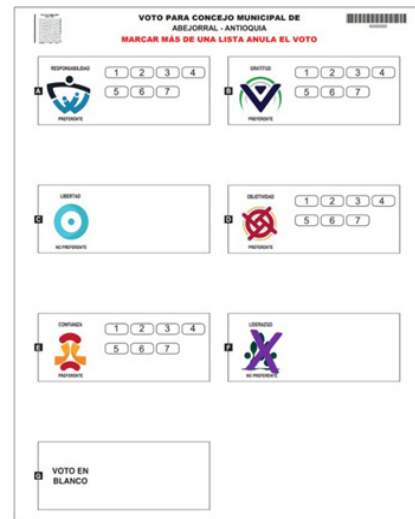 VOTO PARA CONCEJO MUNICIPAL DE
ABEJORRAL - ANTIOQUIA
MARCAR MÁS DE UNA LISTA ANULA EL VOTO
RESPONSABILIDAD
1 2 3 4
5 6 7
A
PREFERENTE
GRATITUD
1 2 3 4
5 6 7
B
PREFERENTE
LIBERTAD
C
NO PREFERENTE
OBJETIVIDAD
1 2 3 4
5 6 7
D
PREFERENTE
CONFIANZA
1 2 3 4
5 6 7
E
PREFERENTE
LIDERAZGO
F
NO PREFERENTE
G
VOTO EN
BLANCO